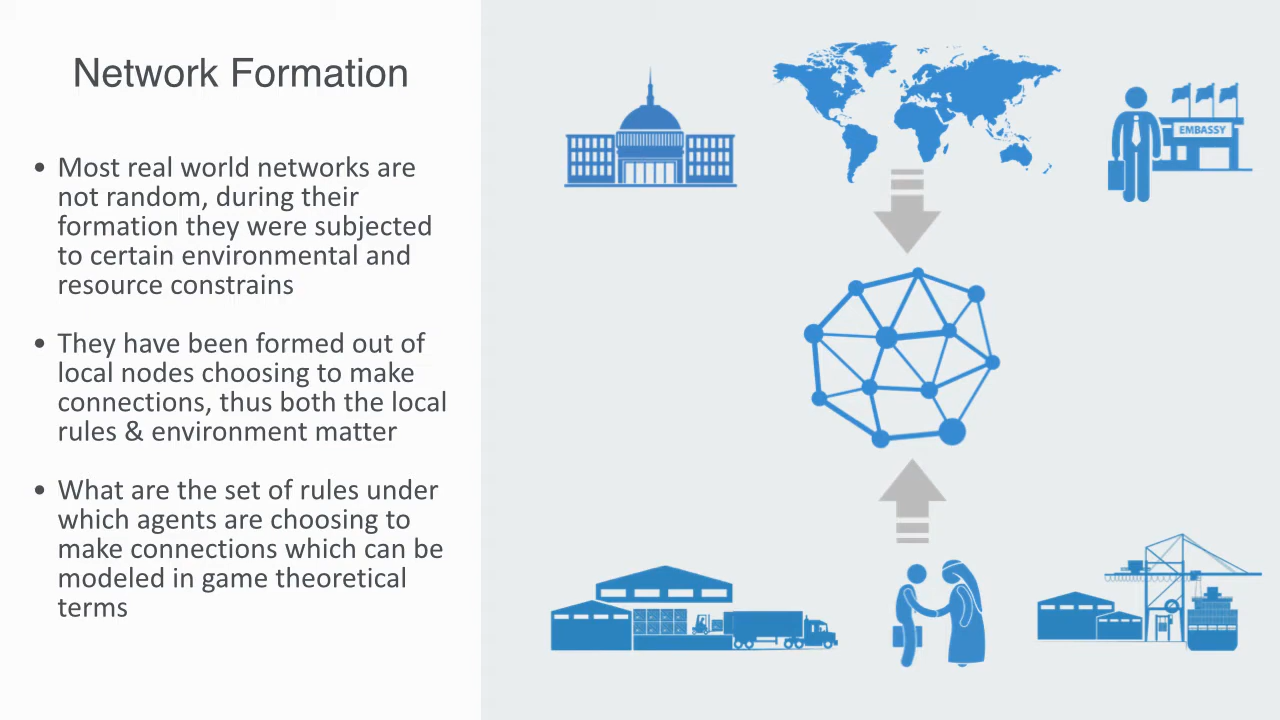 Network Formation
• Most real world networks are
not random, during their
formation they were subjected
to certain environmental and
resource constrains
• They have been formed out of
local nodes choosing to make
connections, thus both the local
rules & environment matter
• What are the set of rules under
which agents are choosing to
make connections which can be
modeled in game theoretical
terms
EMBASSY